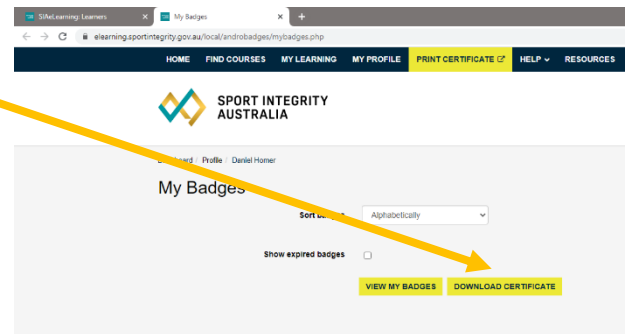 SIAeLearning: Learners
My Badges
elearning.sportintegrity.gov.au/local/androbadges/mybadges.php
HOME FIND COURSES MY LEARNING MY PROFILE PRINT CERTIFICATE HELP RESOURCES
SPORT INTEGRITY
AUSTRALIA
/ Profile / Daniel Homer
My Badges
Sort badges Alphabetically
Show expired badges
VIEW MY BADGES DOWNLOAD CERTIFICATE